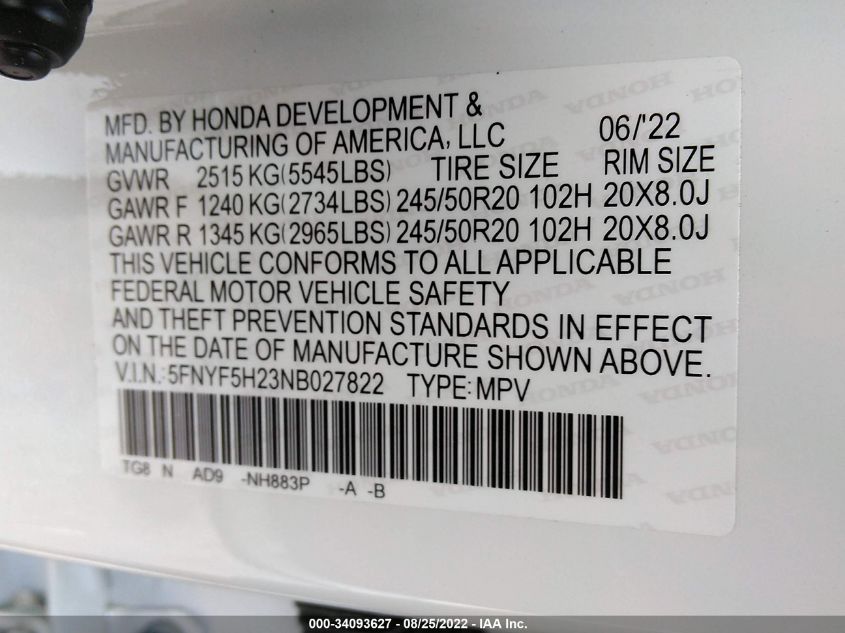 MFD. BY HONDA DEVELOPMENT &
MANUFACTURING OF AMERICA, LLC 06/'22
GVWR 2515 KG(5545LBS) TIRE SIZE RIM SIZE
GAWR F 1240 KG(2734LBS) 245/50R20 102H 20X8.0J
GAWR R 1345 KG(2965LBS) 245/50R20 102H 20X8.0J
THIS VEHICLE CONFORMS TO ALL APPLICABLE
FEDERAL MOTOR VEHICLE SAFETY
AND THEFT PREVENTION STANDARDS IN EFFECT
ON THE DATE OF MANUFACTURE SHOWN ABOVE.
V.I.N.: 5FNYF5H23NB027822 TYPE: MPV
TG8 N AD9 -NH883P -A -B
000-34093627 - 08/25/2022 - IAA Inc.